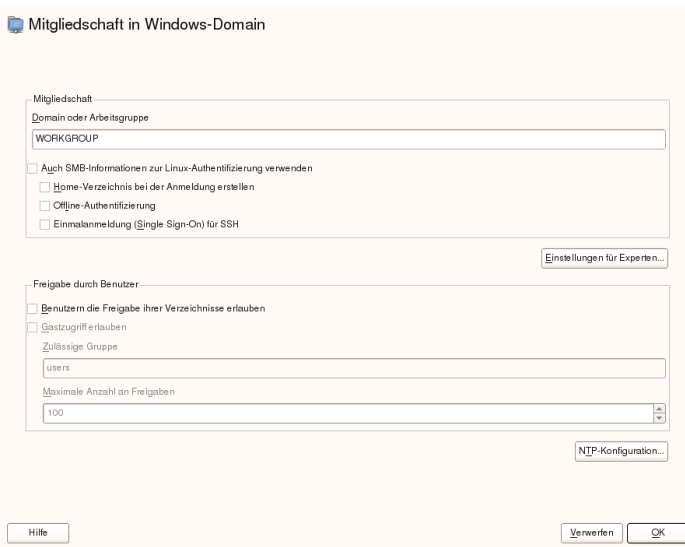 Mitgliedschaft in Windows-Domain
Mitgliedschaft
Domain oder Arbeitsgruppe
WORKGROUP
Auch SMB-Informationen zur Linux-Authentifizierung verwenden
Home-Verzeichnis bei der Anmeldung erstellen
Offline-Authentifizierung
Einmalanmeldung (Single Sign-On) für SSH
Einstellungen für Experten...
Freigabe durch Benutzer
Benutzern die Freigabe ihrer Verzeichnisse erlauben
Gastzugriff erlauben
Zulässige Gruppe
users
Maximale Anzahl an Freigaben
100
NTP-Konfiguration...
Hilfe Verwerfen OK